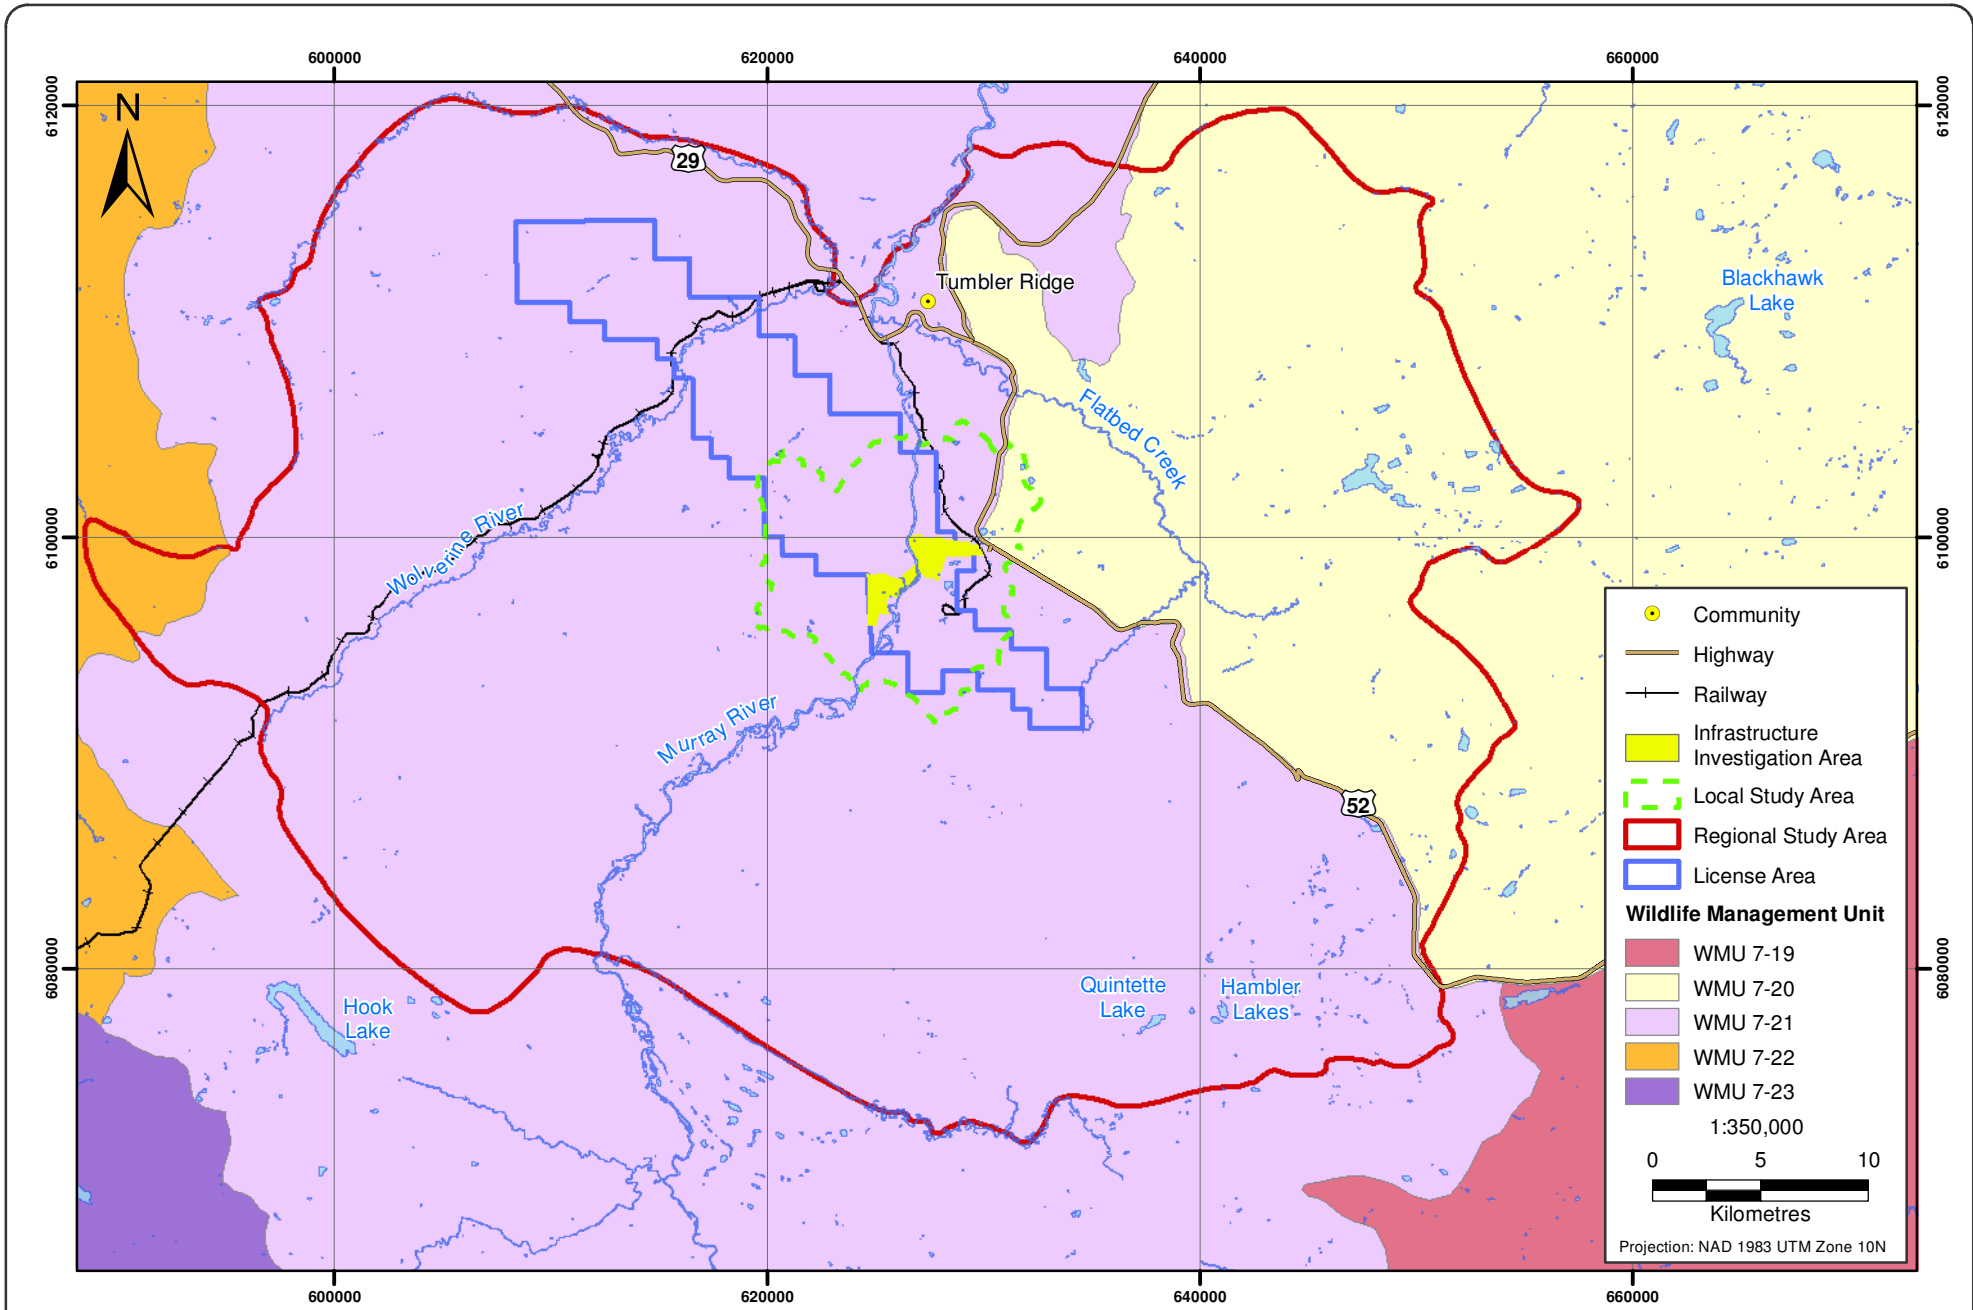 600000
620000
640000
660000
6120000
6120000
N
29
Tumbler Ridge
Blackhawk
Lake
Flatbed Creek
6100000
6100000
Wolverine River
Murray River
52
6080000
6080000
Hook
Lake
Quintette
Lake
Hambler
Lakes
Community
Highway
Railway
Infrastructure
Investigation Area
Local Study Area
Regional Study Area
License Area
Wildlife Management Unit
WMU 7-19
WMU 7-20
WMU 7-21
WMU 7-22
WMU 7-23
1:350,000
0 5 10
Kilometres
Projection: NAD 1983 UTM Zone 10N
600000
620000
640000
660000